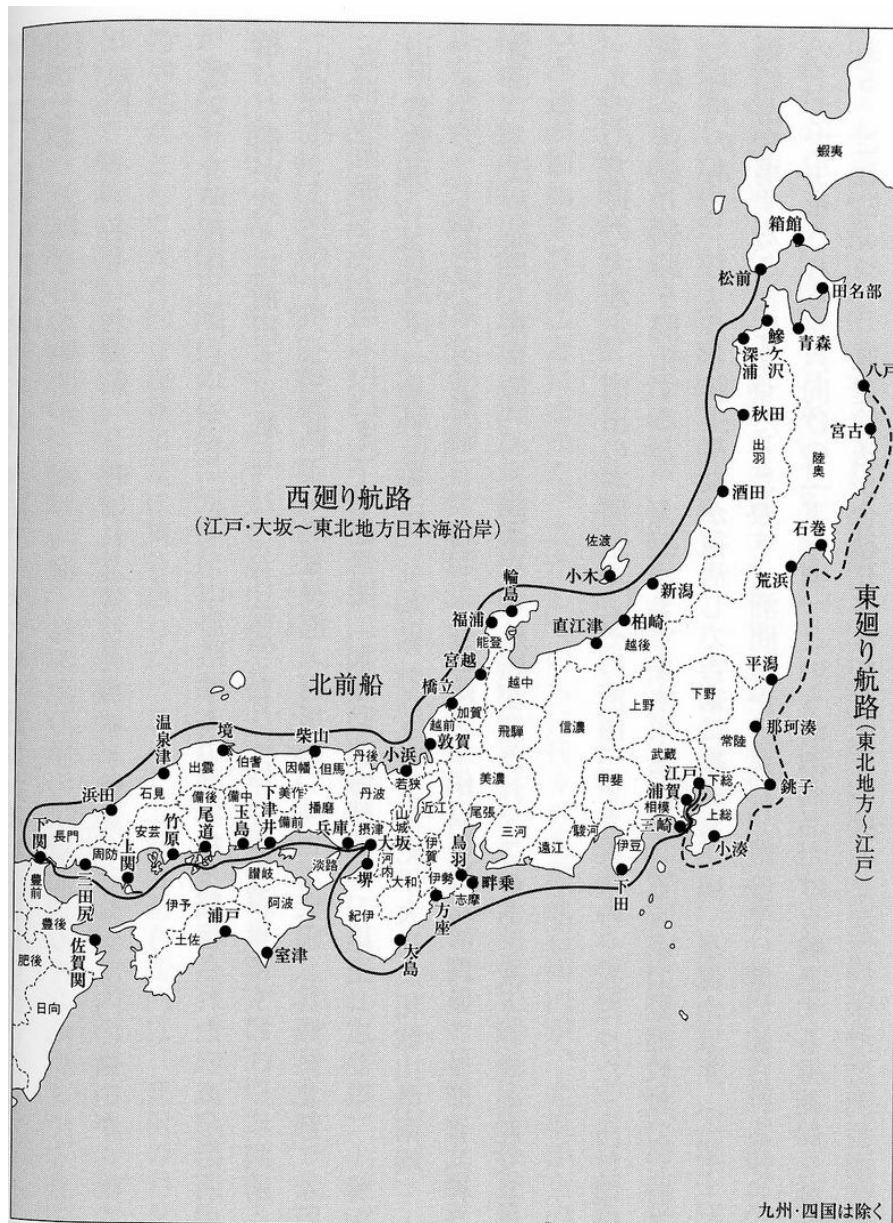 蝦夷
箱館
松前
田名部
鰺ケ沢
青森
深浦
八戸
秋田
宮古
出羽
陸奥
酒田
西廻り航路
(江戸・大坂〜東北地方日本海沿岸)
石巻
佐渡
小木
荒浜
新潟
輪島
福浦
柏崎
直江津
能登
越後
東廻り航路(東北地方〜江戸)
宮越
平潟
北前船
橋立
越中
加賀
上野
下野
越前
飛騨
信濃
那珂湊
温泉津
境
柴山
敦賀
小浜
丹後
常陸
武蔵
伯耆
因幡
但馬
若狭
出雲
石見
江戸
下総
銚子
浜田
備後
備中
美作
下津井
播磨
丹波
近江
美濃
甲斐
浦賀
相模
上総
下関
長門
安芸
竹原
尾道
玉島
備前
兵庫
摂津
山城
尾張
三河
遠江
駿河
伊豆
三崎
小湊
周防
上関
大坂
河内
伊賀
鳥羽
淡路
堺
大和
伊勢
畔乗
志摩
豊前
三田尻
讃岐
伊予
阿波
方座
下田
豊後
浦戸
紀伊
土佐
佐賀関
室津
大島
肥後
日向
九州・四国は除く